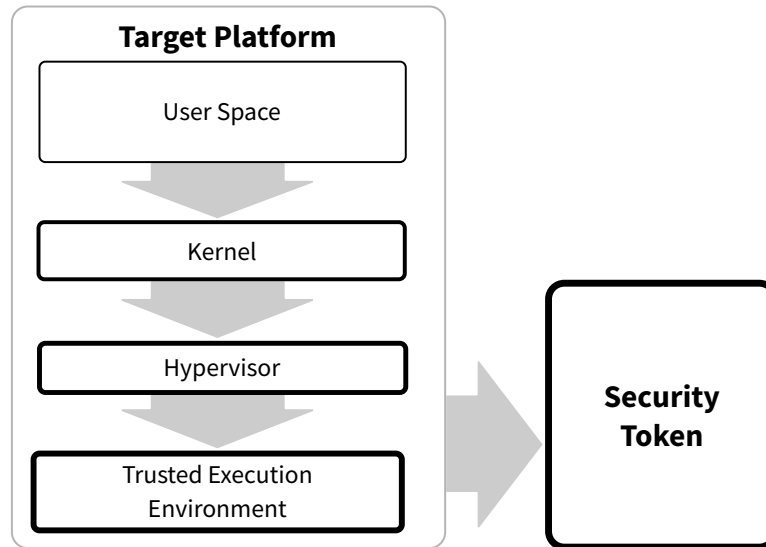 Target Platform
User Space
Kernel
Hypervisor
Trusted Execution
Environment
Security
Token